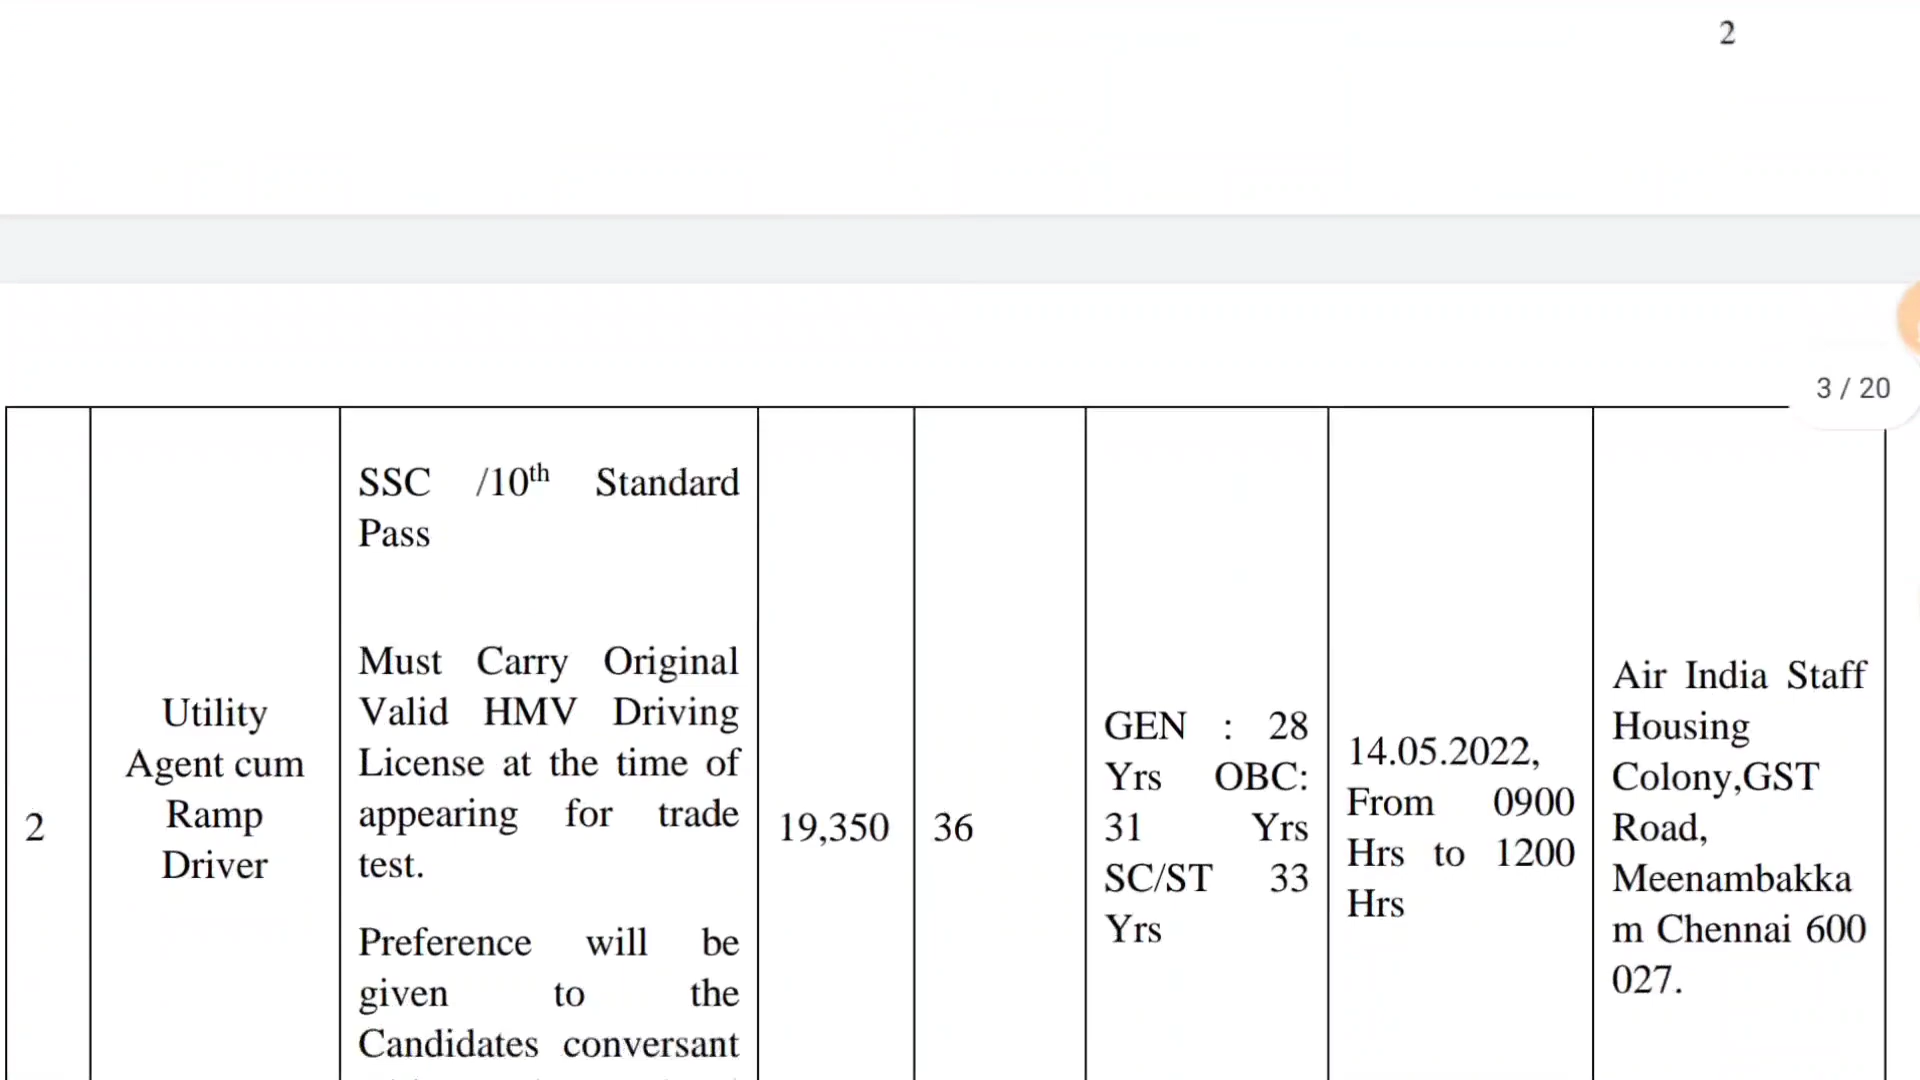 2
3 / 20
2
Utility
Agent cum
Ramp
Driver
SSC /10th Standard
Pass
Must Carry Original
Valid HMV Driving
License at the time of
appearing for trade
test.
Preference will be
given to the
Candidates conversant
19,350
36
GEN : 28
Yrs OBC:
31 Yrs
SC/ST 33
Yrs
14.05.2022,
From 0900
Hrs to 1200
Hrs
Air India Staff
Housing
Colony,GST
Road,
Meenambakka
m Chennai 600
027.